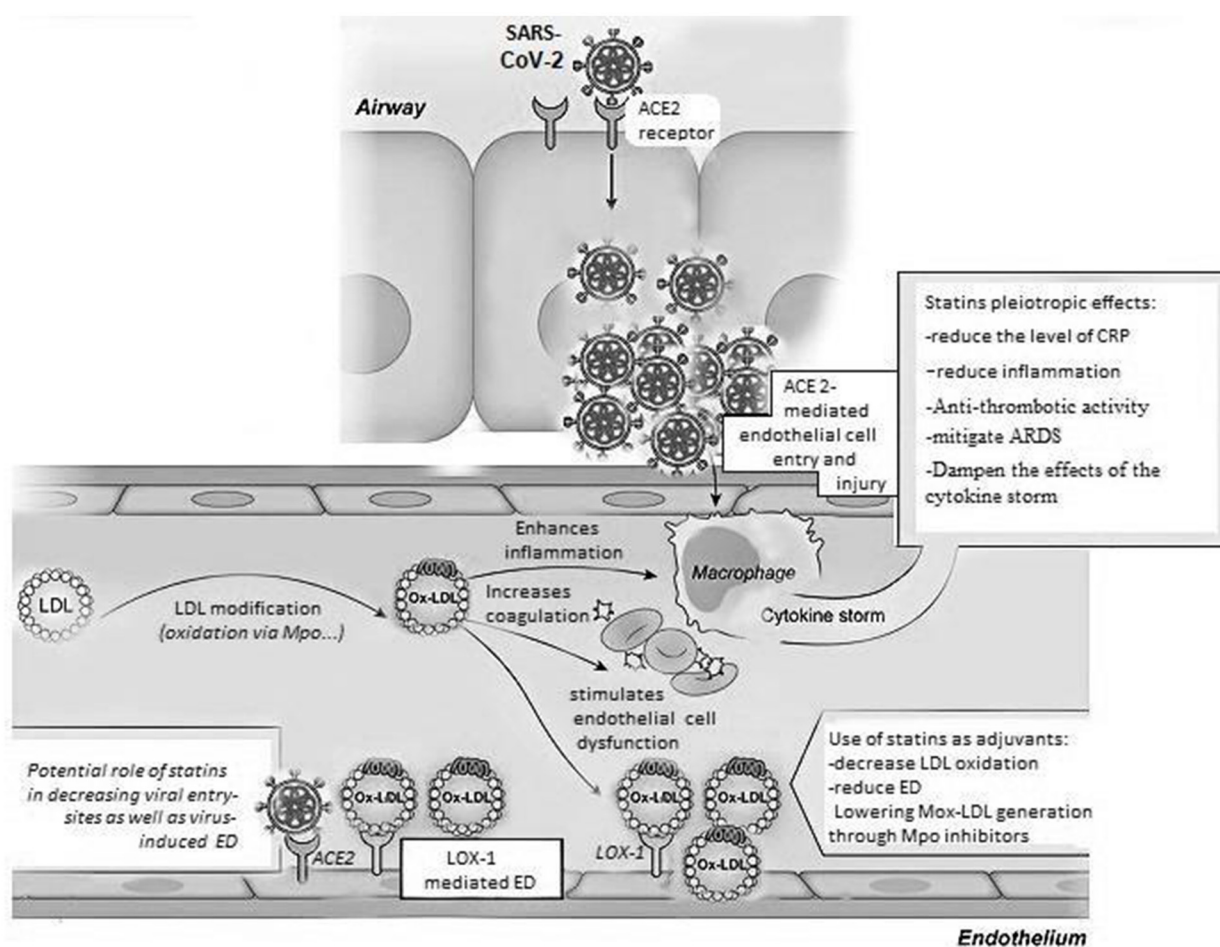 SARS-
CoV-2
Airway
ACE2
receptor
Statins pleiotropic effects:
-reduce the level of CRP
-reduce inflammation
-Anti-thrombotic activity
-mitigate ARDS
-Dampen the effects of the
cytokine storm
ACE 2-
mediated
endothelial cell
entry and
injury
Enhances
inflammation
Macrophage
Cytokine storm
LDL
LDL modification
(oxidation via Mpo...)
Ox-LDL
Increases
coagulation
stimulates
endothelial cell
dysfunction
Potential role of statins
in decreasing viral entry-
sites as well as virus-
induced ED
ACE2
Ox-LDL
Ox-LDL
LOX-1
mediated ED
LOX-1
Ox-LDL
Ox-LDL
Ox-LDL
Use of statins as adjuvants:
-decrease LDL oxidation
-reduce ED
Lowering Mox-LDL generation
through Mpo inhibitors
Endothelium